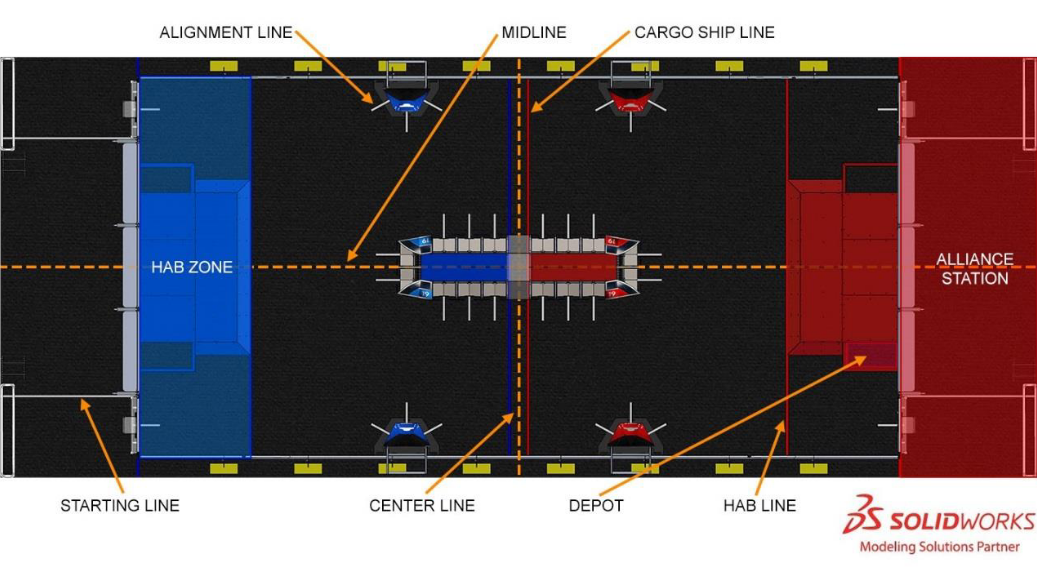 ALIGNMENT LINE
MIDLINE
CARGO SHIP LINE
HAB ZONE
ALLIANCE
STATION
STARTING LINE
CENTER LINE
DEPOT
HAB LINE
SOLIDWORKS
Modeling Solutions Partner